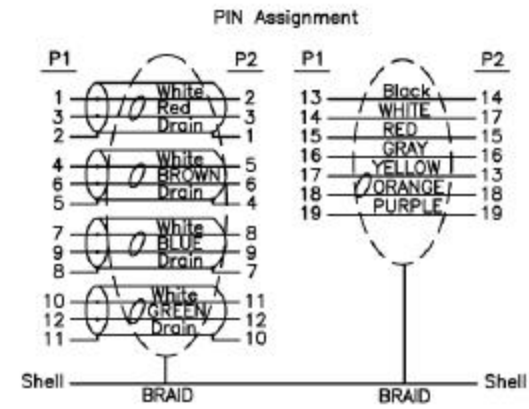 PIN Assignment
P1 P2
1 White 2
3 Red 3
2 Drain 1
4 White 5
6 BROWN 6
5 Drain 4
7 White 8
9 BLUE 9
8 Drain 7
10 White 11
12 GREEN 12
11 Drain 10
P1 P2
13 Black 14
14 WHITE 17
15 RED 15
16 GRAY 16
17 YELLOW 13
18 ORANGE 18
19 PURPLE 19
Shell BRAID BRAID Shell